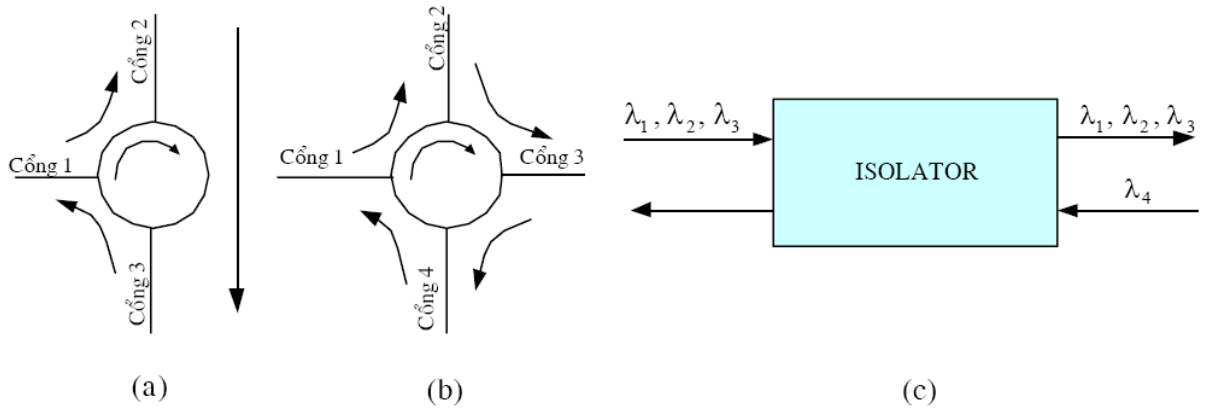 Cổng 2
Cổng 1
Cổng 3
(a)
Cổng 2
Cổng 1
Cổng 3
Cổng 4
(b)
λ1, λ2, λ3
λ1, λ2, λ3
ISOLATOR
λ4
(c)